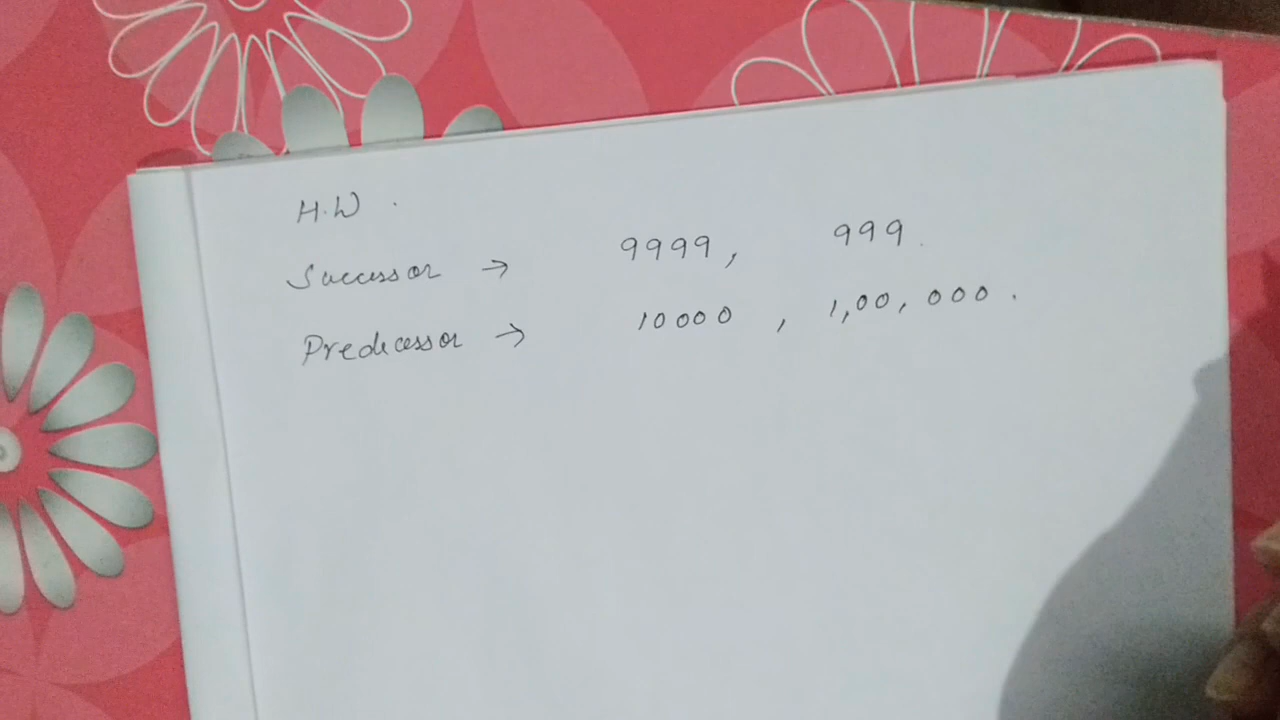 H.W.
Successor → 9999, 999.
Predecessor → 10000, 1,00,000.